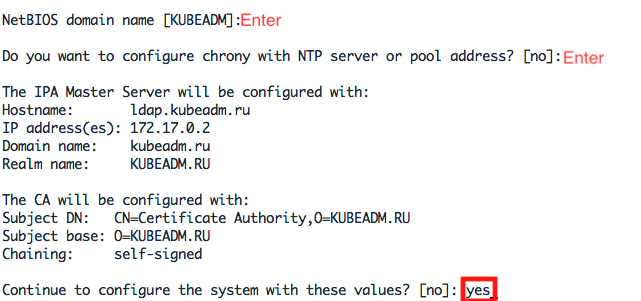 NetBIOS domain name [KUBEADM]:Enter
Do you want to configure chrony with NTP server or pool address? [no]:Enter
The IPA Master Server will be configured with:
Hostname:       ldap.kubeadm.ru
IP address(es): 172.17.0.2
Domain name:    kubeadm.ru
Realm name:     KUBEADM.RU
The CA will be configured with:
Subject DN:   CN=Certificate Authority,O=KUBEADM.RU
Subject base: O=KUBEADM.RU
Chaining:     self-signed
Continue to configure the system with these values? [no]: yes